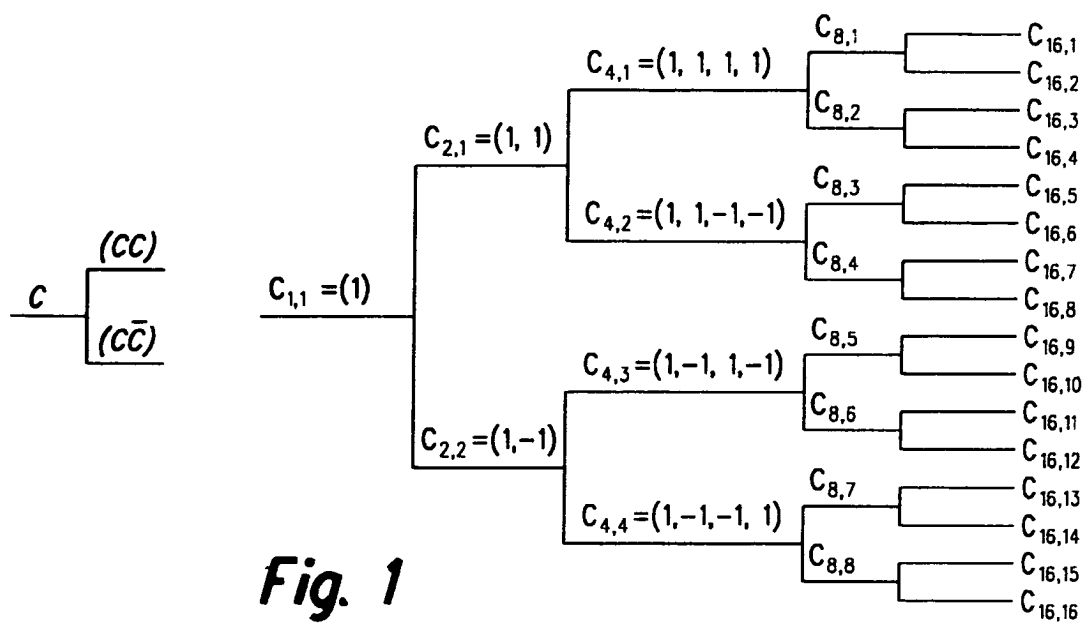 C
(CC)
(CC̄)
C1,1=(1)
C2,1=(1, 1)
C2,2=(1,-1)
C4,1=(1, 1, 1, 1)
C4,2=(1, 1,-1,-1)
C4,3=(1,-1, 1,-1)
C4,4=(1,-1,-1, 1)
C8,1
C8,2
C8,3
C8,4
C8,5
C8,6
C8,7
C8,8
C16,1
C16,2
C16,3
C16,4
C16,5
C16,6
C16,7
C16,8
C16,9
C16,10
C16,11
C16,12
C16,13
C16,14
C16,15
C16,16
Fig. 1